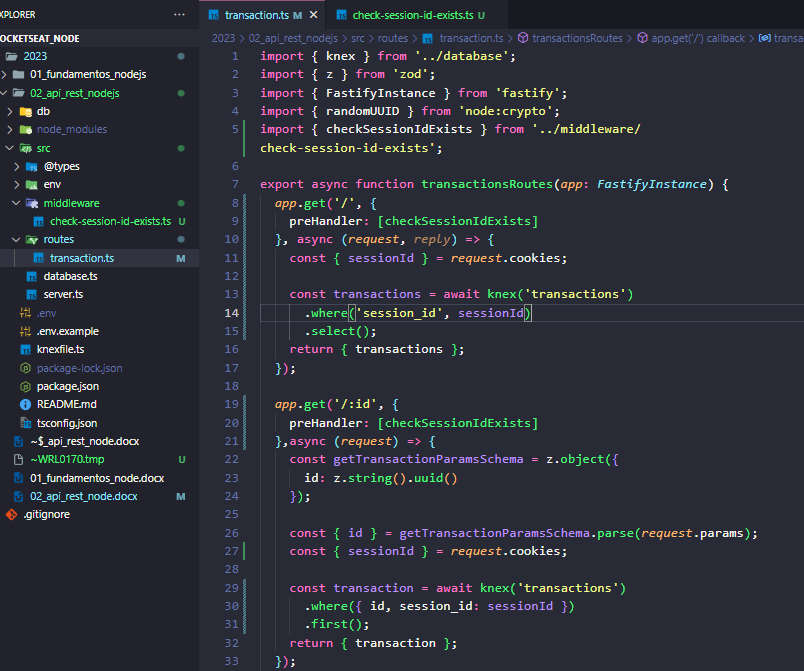 XPLORER ···
OCKETSEAT_NODE
2023
01_fundamentos_nodejs
02_api_rest_nodejs
db
node_modules
src
@types
env
middleware
check-session-id-exists.ts U
routes
transaction.ts M
database.ts
server.ts
.env
.env.example
knexfile.ts
package-lock.json
package.json
README.md
tsconfig.json
~$_api_rest_node.docx
~WRL0170.tmp U
01_fundamentos_node.docx
02_api_rest_node.docx M
.gitignore
transaction.ts M × check-session-id-exists.ts U
2023 > 02_api_rest_nodejs > src > routes > transaction.ts > transactionsRoutes > app.get('/') callback > transa
1 import { knex } from '../database';
2 import { z } from 'zod';
3 import { FastifyInstance } from 'fastify';
4 import { randomUUID } from 'node:crypto';
5 import { checkSessionIdExists } from '../middleware/
check-session-id-exists';
6
7 export async function transactionsRoutes(app: FastifyInstance) {
8 app.get('/', {
9 preHandler: [checkSessionIdExists]
10 }, async (request, reply) => {
11 const { sessionId } = request.cookies;
12
13 const transactions = await knex('transactions')
14 .where('session_id', sessionId)
15 .select();
16 return { transactions };
17 });
18
19 app.get('/:id', {
20 preHandler: [checkSessionIdExists]
21 },async (request) => {
22 const getTransactionParamsSchema = z.object({
23 id: z.string().uuid()
24 });
25
26 const { id } = getTransactionParamsSchema.parse(request.params);
27 const { sessionId } = request.cookies;
28
29 const transaction = await knex('transactions')
30 .where({ id, session_id: sessionId })
31 .first();
32 return { transaction };
33 });